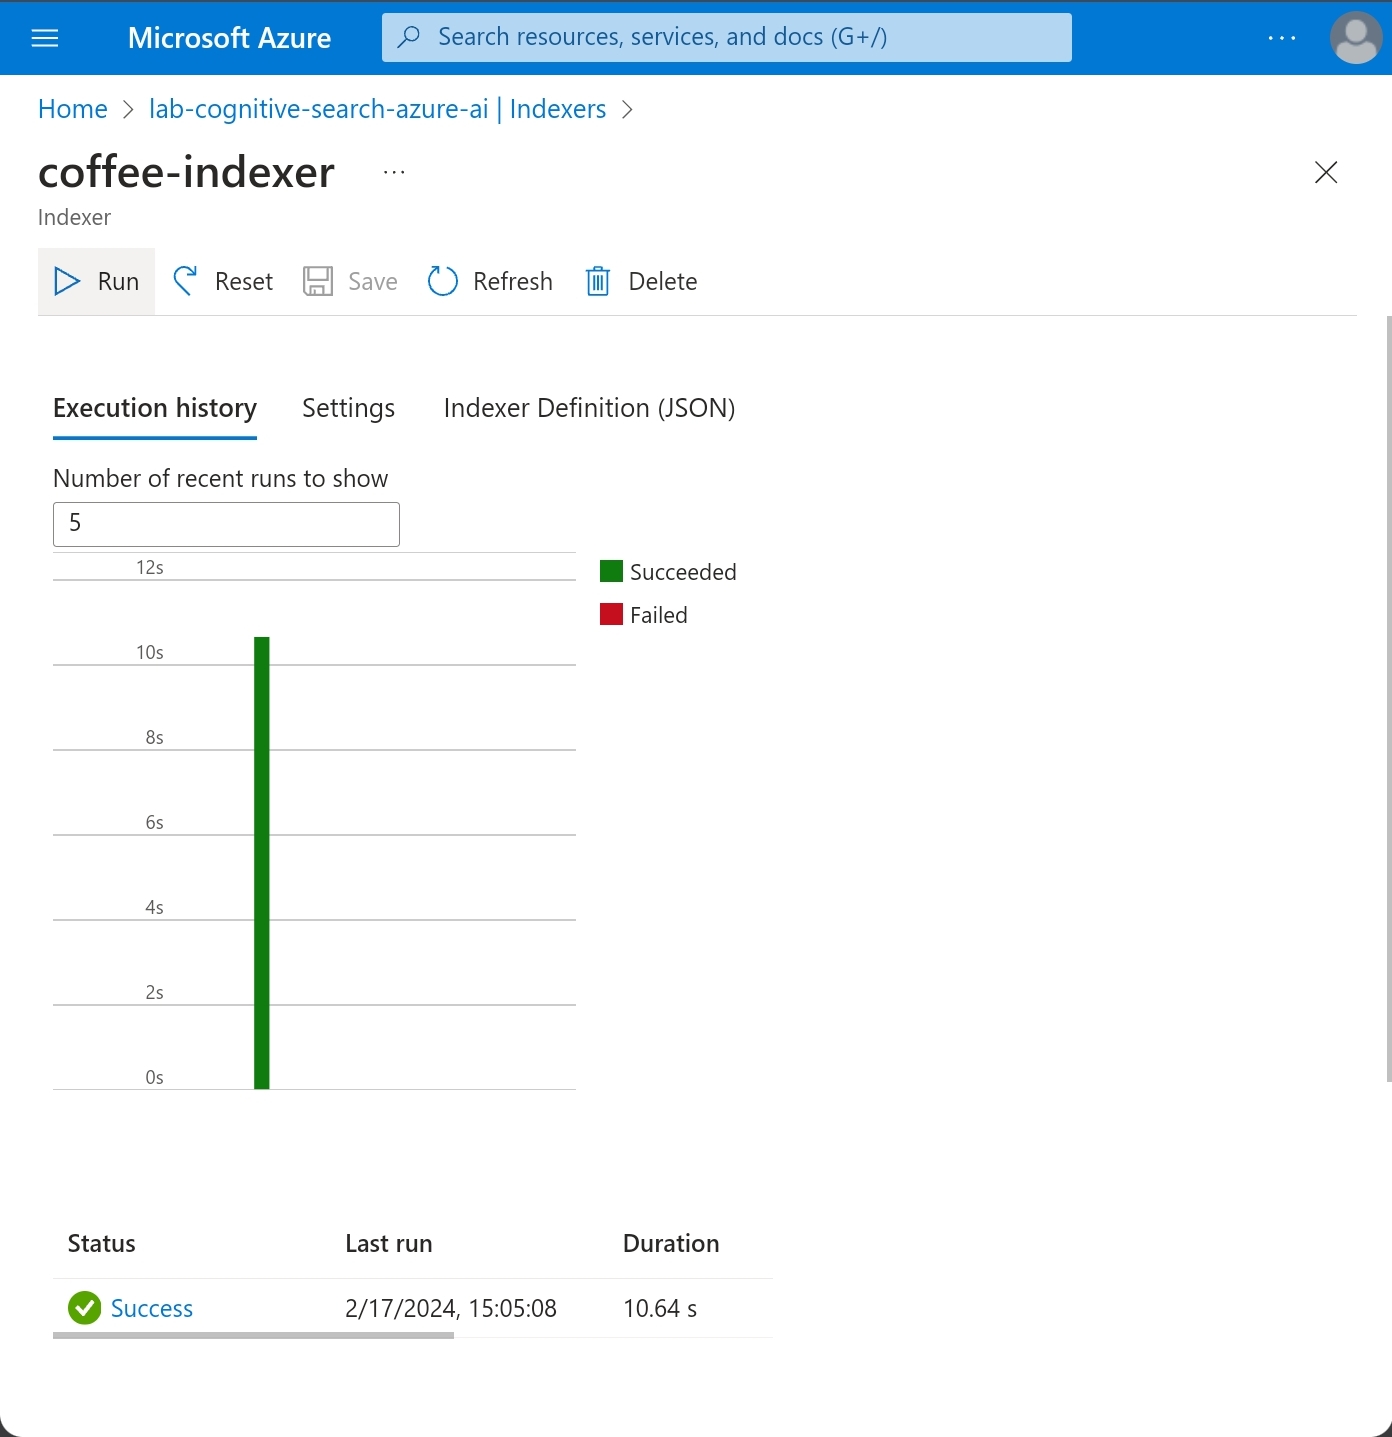 Microsoft Azure
Search resources, services, and docs (G+/)
Home > lab-cognitive-search-azure-ai | Indexers >
coffee-indexer ...
Indexer
Run Reset Save Refresh Delete
Execution history Settings Indexer Definition (JSON)
Number of recent runs to show
5
12s
10s
8s
6s
4s
2s
0s
Succeeded
Failed
Status Last run Duration
Success 2/17/2024, 15:05:08 10.64 s